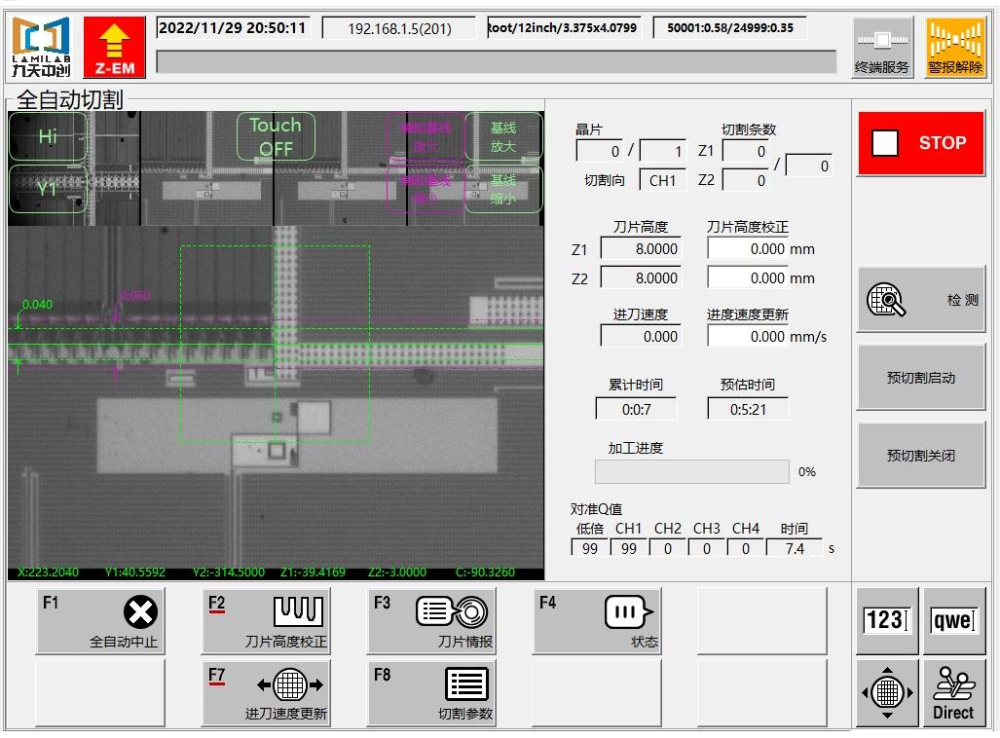 LAMILAB
九天中创
Z-EM
2022/11/29 20:50:11
192.168.1.5(201)
Root/12inch/3.375x4.0799
50001:0.58/24999:0.35
终端服务
警报解除
全自动切割
Hi
Touch
OFF
辅助基线
放大
基线
放大
Y1
辅助基线
缩小
基线
缩小
0.040
0.060
X:223.2040 Y1:40.5592 Y2:-314.5000 Z1:-39.4169 Z2:-3.0000 C:-90.3260
晶片 切割条数
0 / 1 Z1 0 / 0
切割向 CH1 Z2 0
刀片高度 刀片高度校正
Z1 8.0000 0.000 mm
Z2 8.0000 0.000 mm
进刀速度 进度速度更新
0.000 0.000 mm/s
累计时间 预估时间
0:0:7 0:5:21
加工进度
0%
对准Q值
低倍 CH1 CH2 CH3 CH4 时间
99 99 0 0 0 7.4 s
STOP
检 测
预切割启动
预切割关闭
F1
全自动中止
F2
刀片高度校正
F3
刀片情报
F4
状态
F7
进刀速度更新
F8
切割参数
123
qwe
Direct